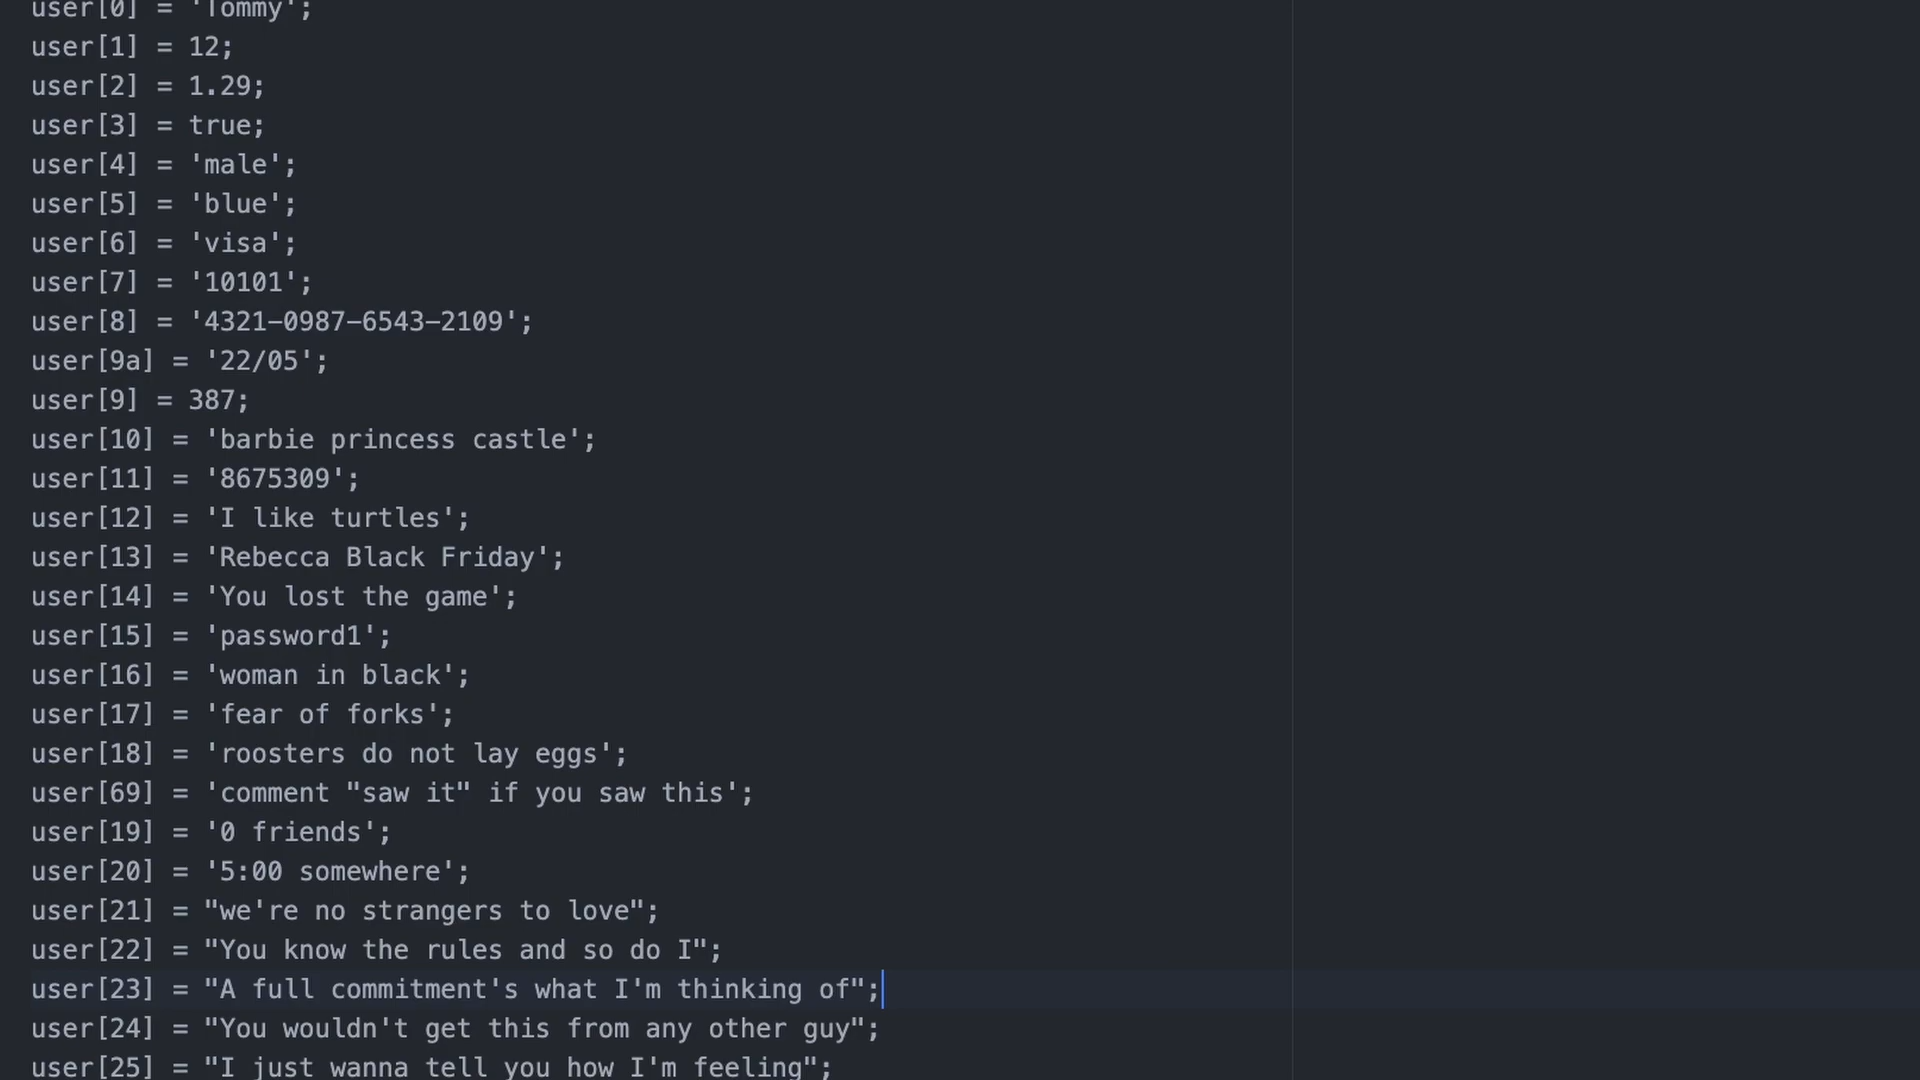 user[0] = 'Tommy';
user[1] = 12;
user[2] = 1.29;
user[3] = true;
user[4] = 'male';
user[5] = 'blue';
user[6] = 'visa';
user[7] = '10101';
user[8] = '4321-0987-6543-2109';
user[9a] = '22/05';
user[9] = 387;
user[10] = 'barbie princess castle';
user[11] = '8675309';
user[12] = 'I like turtles';
user[13] = 'Rebecca Black Friday';
user[14] = 'You lost the game';
user[15] = 'password1';
user[16] = 'woman in black';
user[17] = 'fear of forks';
user[18] = 'roosters do not lay eggs';
user[69] = 'comment "saw it" if you saw this';
user[19] = '0 friends';
user[20] = '5:00 somewhere';
user[21] = "we're no strangers to love";
user[22] = "You know the rules and so do I";
user[23] = "A full commitment's what I'm thinking of";
user[24] = "You wouldn't get this from any other guy";
user[25] = "I just wanna tell you how I'm feeling";